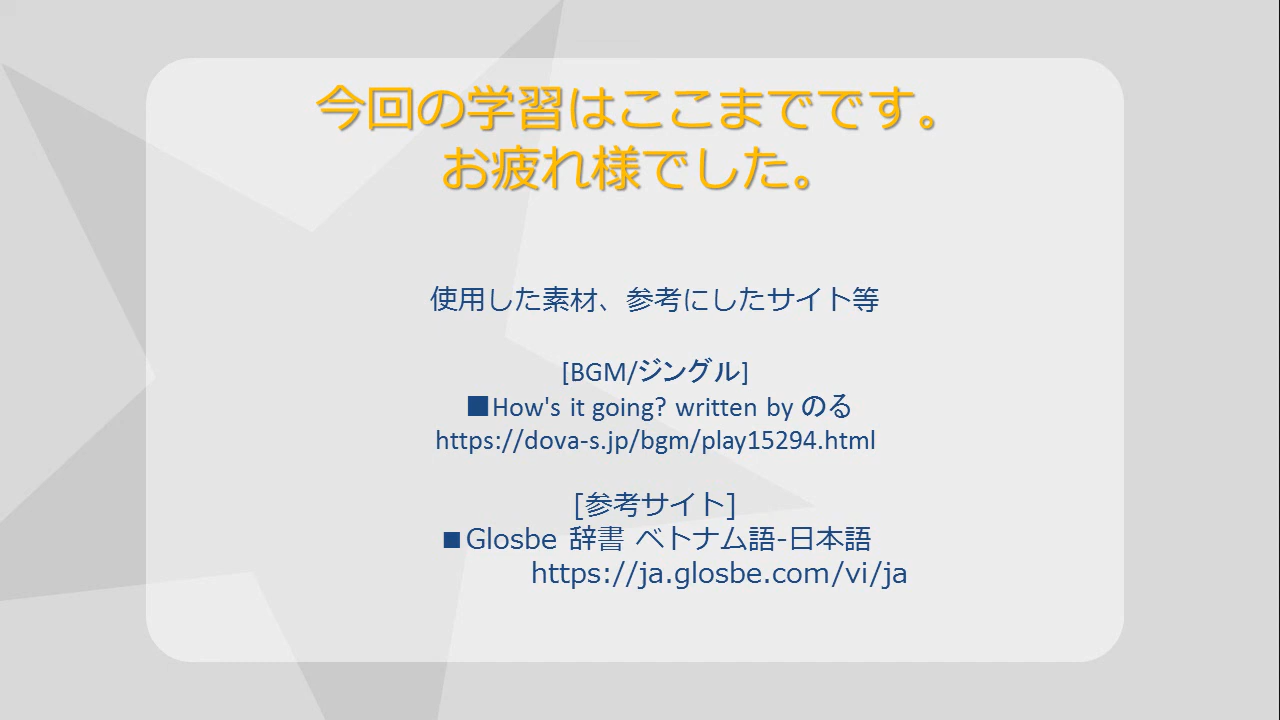 今回の学習はここまでです。
お疲れ様でした。
使用した素材、参考にしたサイト等
[BGM/ジングル]
■How's it going? written by のる
https://dova-s.jp/bgm/play15294.html
[参考サイト]
■Glosbe 辞書 ベトナム語-日本語
https://ja.glosbe.com/vi/ja